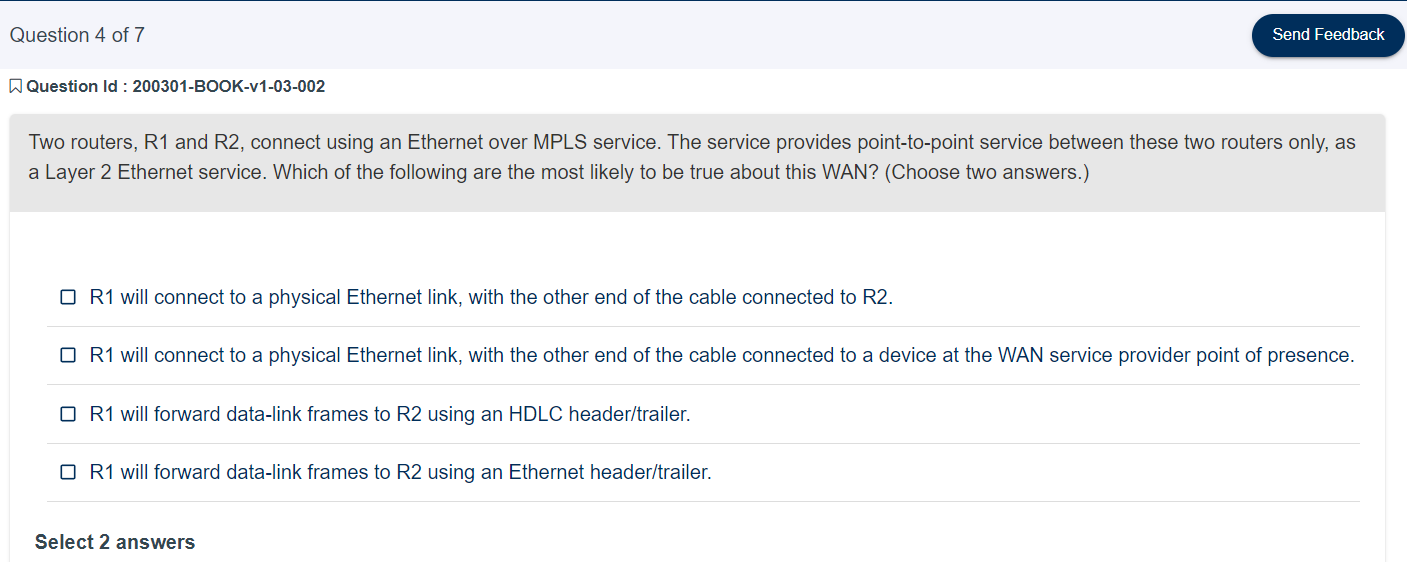 Question 4 of 7
Send Feedback
Question Id : 200301-BOOK-v1-03-002
Two routers, R1 and R2, connect using an Ethernet over MPLS service. The service provides point-to-point service between these two routers only, as
a Layer 2 Ethernet service. Which of the following are the most likely to be true about this WAN? (Choose two answers.)
R1 will connect to a physical Ethernet link, with the other end of the cable connected to R2.
R1 will connect to a physical Ethernet link, with the other end of the cable connected to a device at the WAN service provider point of presence.
R1 will forward data-link frames to R2 using an HDLC header/trailer.
R1 will forward data-link frames to R2 using an Ethernet header/trailer.
Select 2 answers